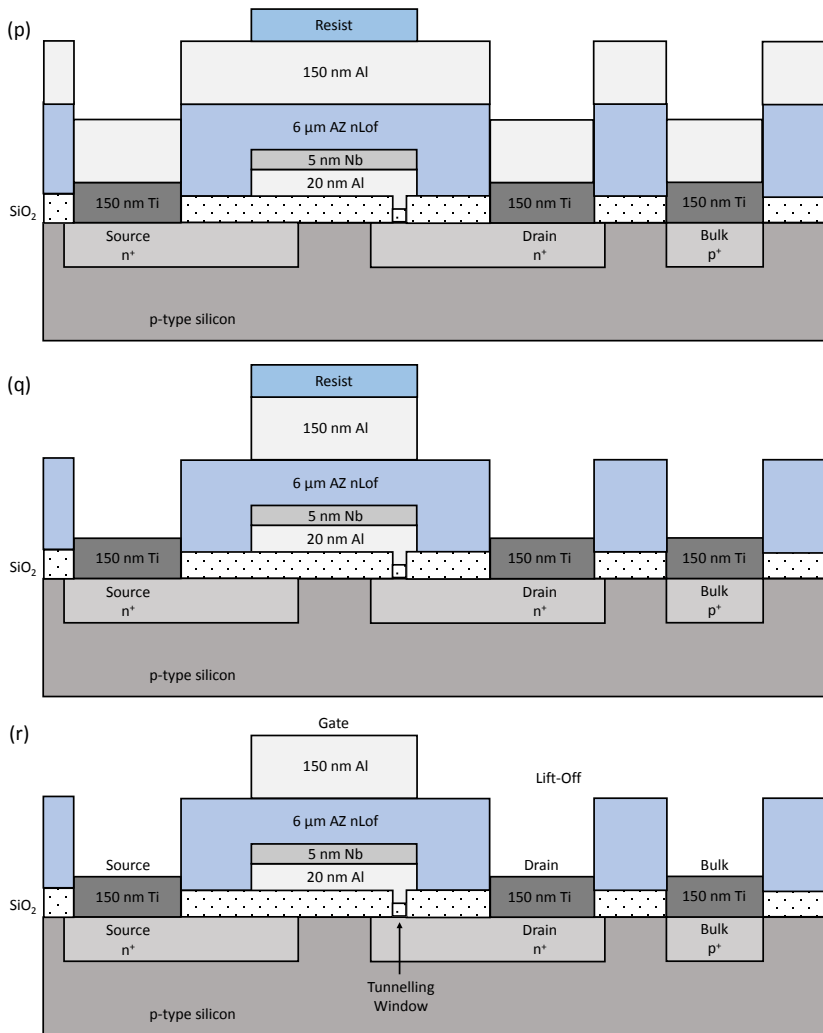 (p)
Resist
150 nm Al
6 µm AZ nLof
5 nm Nb
20 nm Al
SiO₂
150 nm Ti
150 nm Ti
150 nm Ti
Source
n⁺
Drain
n⁺
Bulk
p⁺
p-type silicon
(q)
Resist
150 nm Al
6 µm AZ nLof
5 nm Nb
20 nm Al
SiO₂
150 nm Ti
150 nm Ti
150 nm Ti
Source
n⁺
Drain
n⁺
Bulk
p⁺
p-type silicon
(r)
Gate
150 nm Al
Lift-Off
6 µm AZ nLof
5 nm Nb
20 nm Al
Source
Drain
Bulk
SiO₂
150 nm Ti
150 nm Ti
150 nm Ti
Source
n⁺
Drain
n⁺
Bulk
p⁺
Tunnelling
Window
p-type silicon